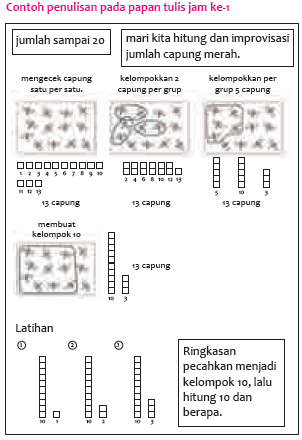 Contoh penulisan pada papan tulis jam ke-1
jumlah sampai 20
mari kita hitung dan improvisasi
jumlah capung merah.
mengecek capung
satu per satu.
kelompokkan 2
capung per grup
kelompokkan per
grup 5 capung
1 2 3 4 5 6 7 8 9 10
11 12 13
13 capung
2 4 6 8 10 12 13
13 capung
5 10 3
13 capung
membuat
kelompok 10
10 3
13 capung
Latihan
1 2 3
10 1
10 2
10 3
Ringkasan
pecahkan menjadi
kelompok 10, lalu
hitung 10 dan
berapa.